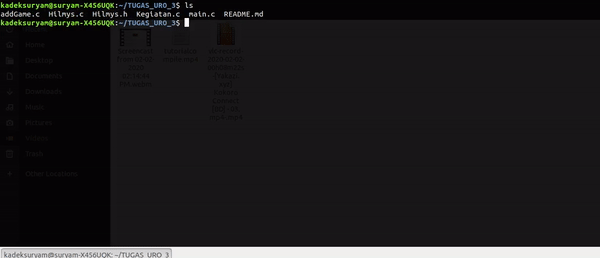 kadeksuryam@suryam-X456UQK:~/TUGAS_URO_3$ ls
addGame.c  Hilmys.c  Hilmys.h  Kegiatan.c  main.c  README.md
kadeksuryam@suryam-X456UQK:~/TUGAS_URO_3$
Home
Desktop
Documents
Downloads
Music
Pictures
Videos
Trash
Other Locations
kadeksuryam@suryam-X456UQK: ~/TUGAS_URO_3